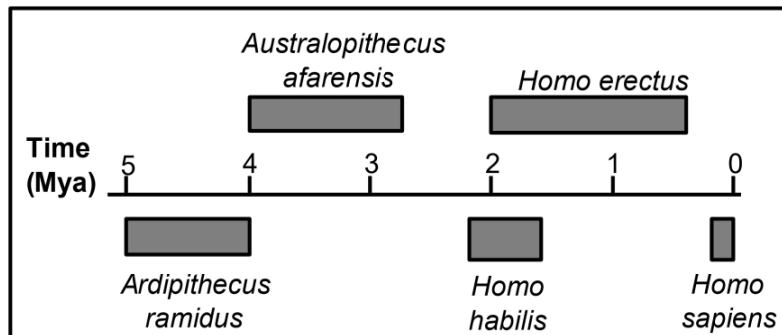 Australopithecus
afarensis
Homo erectus
Time
(Mya)
5 4 3 2 1 0
Ardipithecus
ramidus
Homo
habilis
Homo
sapiens